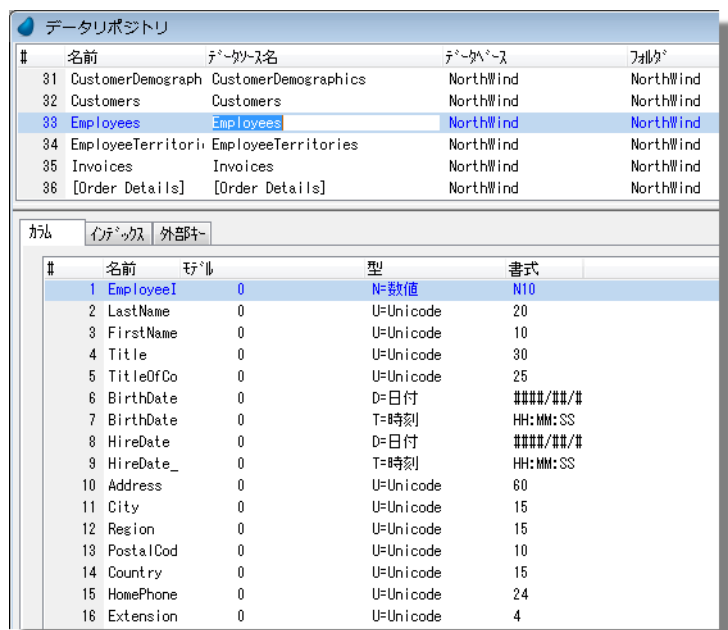 データリポジトリ
# 名前 ﾃﾞｰﾀｿｰｽ名 ﾃﾞｰﾀﾍﾞｰｽ ﾌｫﾙﾀﾞ
31 CustomerDemograph CustomerDemographics NorthWind NorthWind
32 Customers Customers NorthWind NorthWind
33 Employees Employees NorthWind NorthWind
34 EmployeeTerritori EmployeeTerritories NorthWind NorthWind
35 Invoices Invoices NorthWind NorthWind
36 [Order Details] [Order Details] NorthWind NorthWind
ｶﾗﾑ ｲﾝﾃﾞｯｸｽ 外部ｷｰ
# 名前 ﾓﾃﾞﾙ 型 書式
1 EmployeeI 0 N=数値 N10
2 LastName 0 U=Unicode 20
3 FirstName 0 U=Unicode 10
4 Title 0 U=Unicode 30
5 TitleOfCo 0 U=Unicode 25
6 BirthDate 0 D=日付 ####/##/#
7 BirthDate 0 T=時刻 HH:MM:SS
8 HireDate 0 D=日付 ####/##/#
9 HireDate_ 0 T=時刻 HH:MM:SS
10 Address 0 U=Unicode 60
11 City 0 U=Unicode 15
12 Region 0 U=Unicode 15
13 PostalCod 0 U=Unicode 10
14 Country 0 U=Unicode 15
15 HomePhone 0 U=Unicode 24
16 Extension 0 U=Unicode 4